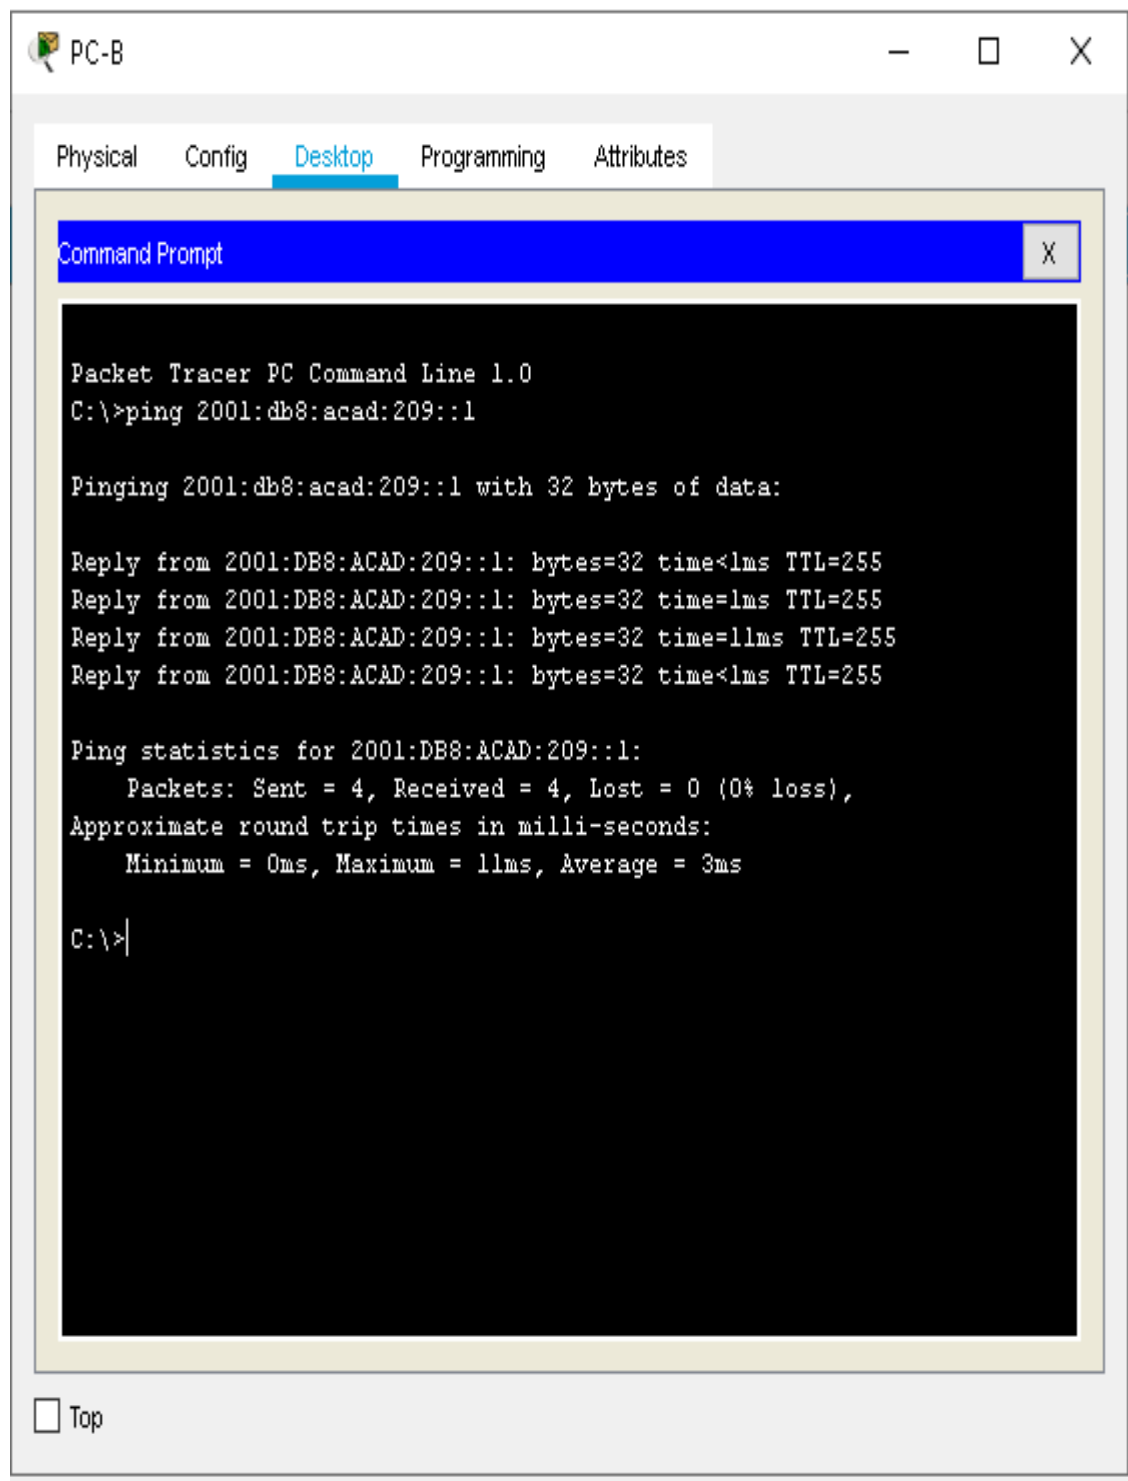 PC-B
Physical Config Desktop Programming Attributes
Command Prompt X
Packet Tracer PC Command Line 1.0
C:\>ping 2001:db8:acad:209::1
Pinging 2001:db8:acad:209::1 with 32 bytes of data:
Reply from 2001:DB8:ACAD:209::1: bytes=32 time<1ms TTL=255
Reply from 2001:DB8:ACAD:209::1: bytes=32 time=1ms TTL=255
Reply from 2001:DB8:ACAD:209::1: bytes=32 time=11ms TTL=255
Reply from 2001:DB8:ACAD:209::1: bytes=32 time<1ms TTL=255
Ping statistics for 2001:DB8:ACAD:209::1:
Packets: Sent = 4, Received = 4, Lost = 0 (0% loss),
Approximate round trip times in milli-seconds:
Minimum = 0ms, Maximum = 11ms, Average = 3ms
C:\>
Top